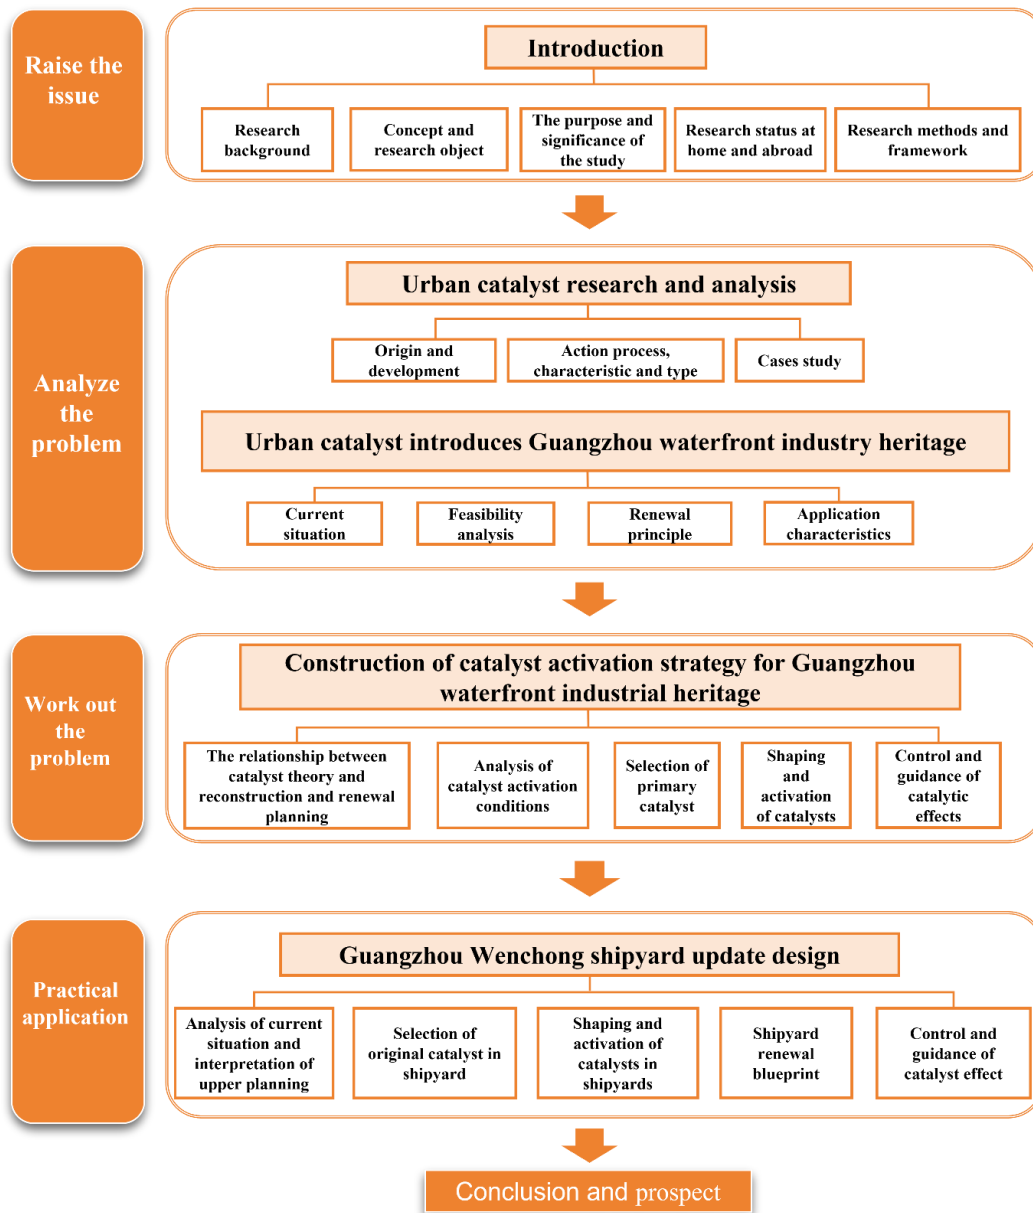 Raise the
issue
Introduction
Research
background
Concept and
research object
The purpose and
significance of
the study
Research status at
home and abroad
Research methods and
framework
Analyze
the
problem
Urban catalyst research and analysis
Origin and
development
Action process,
characteristic and type
Cases study
Urban catalyst introduces Guangzhou waterfront industry heritage
Current
situation
Feasibility
analysis
Renewal
principle
Application
characteristics
Work out
the
problem
Construction of catalyst activation strategy for Guangzhou
waterfront industrial heritage
The relationship between
catalyst theory and
reconstruction and renewal
planning
Analysis of
catalyst activation
conditions
Selection of
primary
catalyst
Shaping
and
activation
of catalysts
Control and
guidance of
catalytic
effects
Practical
application
Guangzhou Wenchong shipyard update design
Analysis of current
situation and
interpretation of
upper planning
Selection of
original catalyst in
shipyard
Shaping and
activation of
catalysts in
shipyards
Shipyard
renewal
blueprint
Control and
guidance of
catalyst effect
Conclusion and prospect